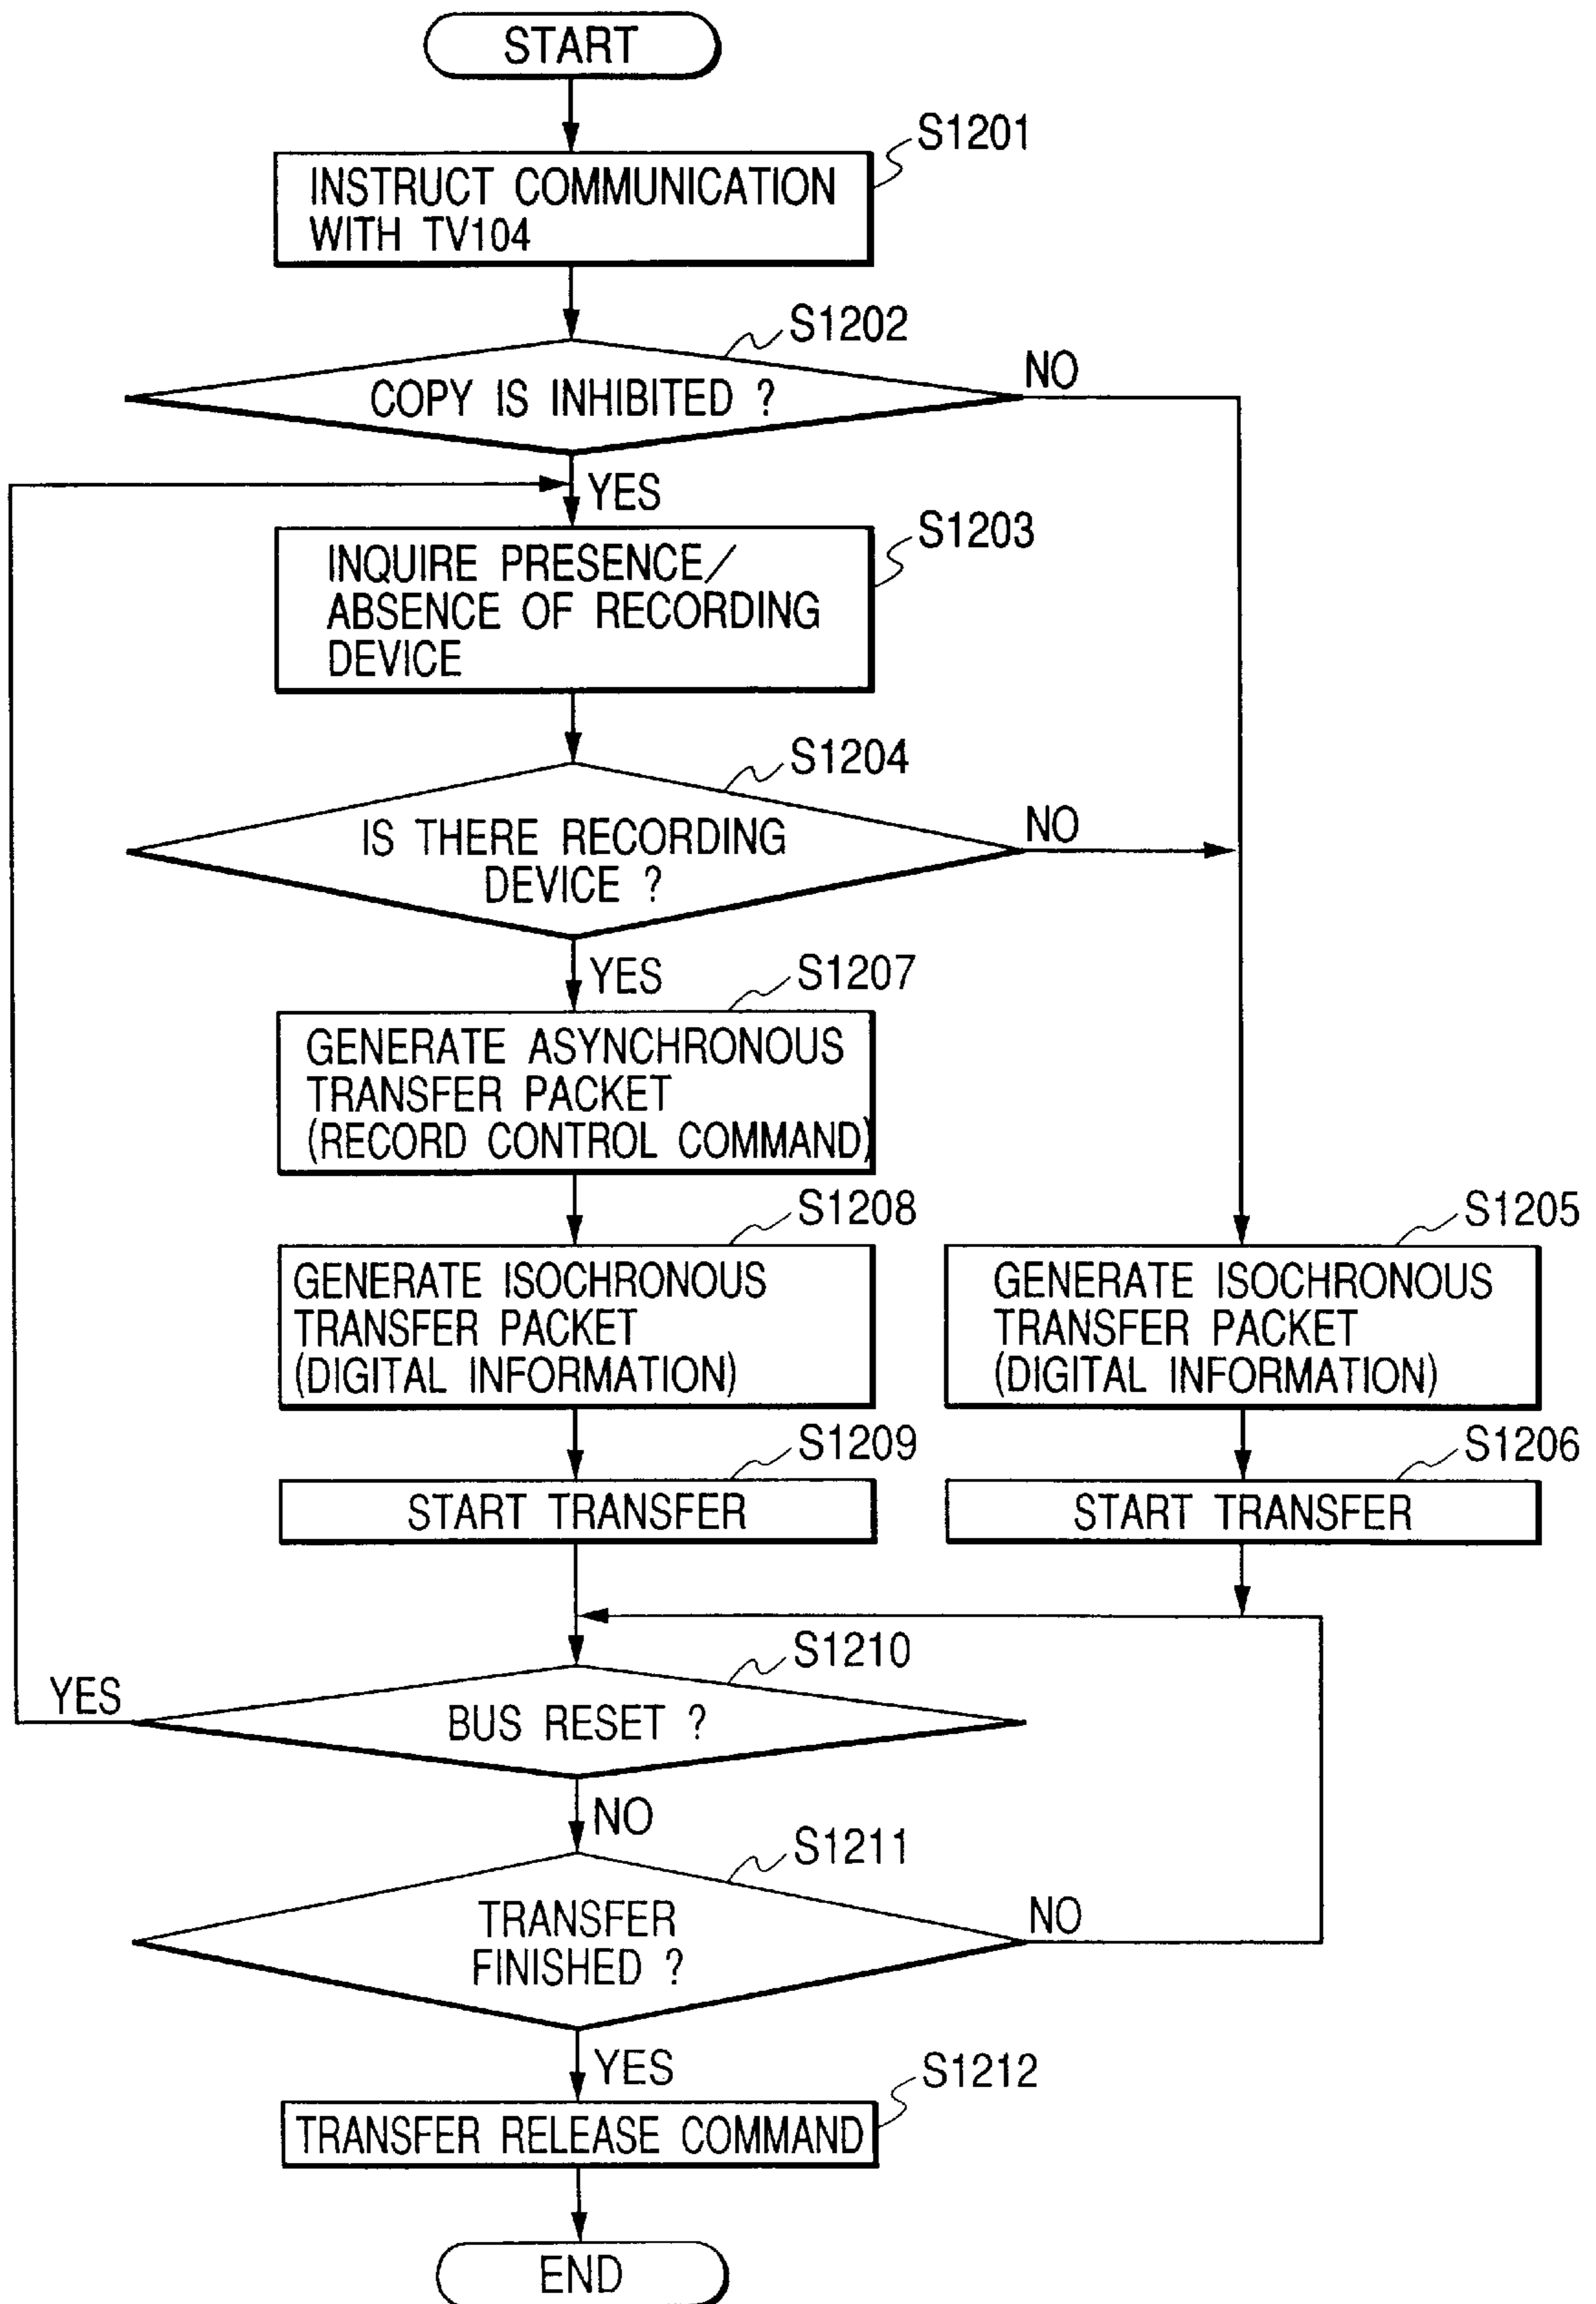 START
S1201
INSTRUCT COMMUNICATION
WITH TV104
S1202
COPY IS INHIBITED ?
NO
YES
S1203
INQUIRE PRESENCE/
ABSENCE OF RECORDING
DEVICE
S1204
IS THERE RECORDING
DEVICE ?
NO
YES
S1207
GENERATE ASYNCHRONOUS
TRANSFER PACKET
(RECORD CONTROL COMMAND)
S1208
GENERATE ISOCHRONOUS
TRANSFER PACKET
(DIGITAL INFORMATION)
S1205
GENERATE ISOCHRONOUS
TRANSFER PACKET
(DIGITAL INFORMATION)
S1209
START TRANSFER
S1206
START TRANSFER
S1210
BUS RESET ?
YES
NO
S1211
TRANSFER
FINISHED ?
NO
YES
S1212
TRANSFER RELEASE COMMAND
END